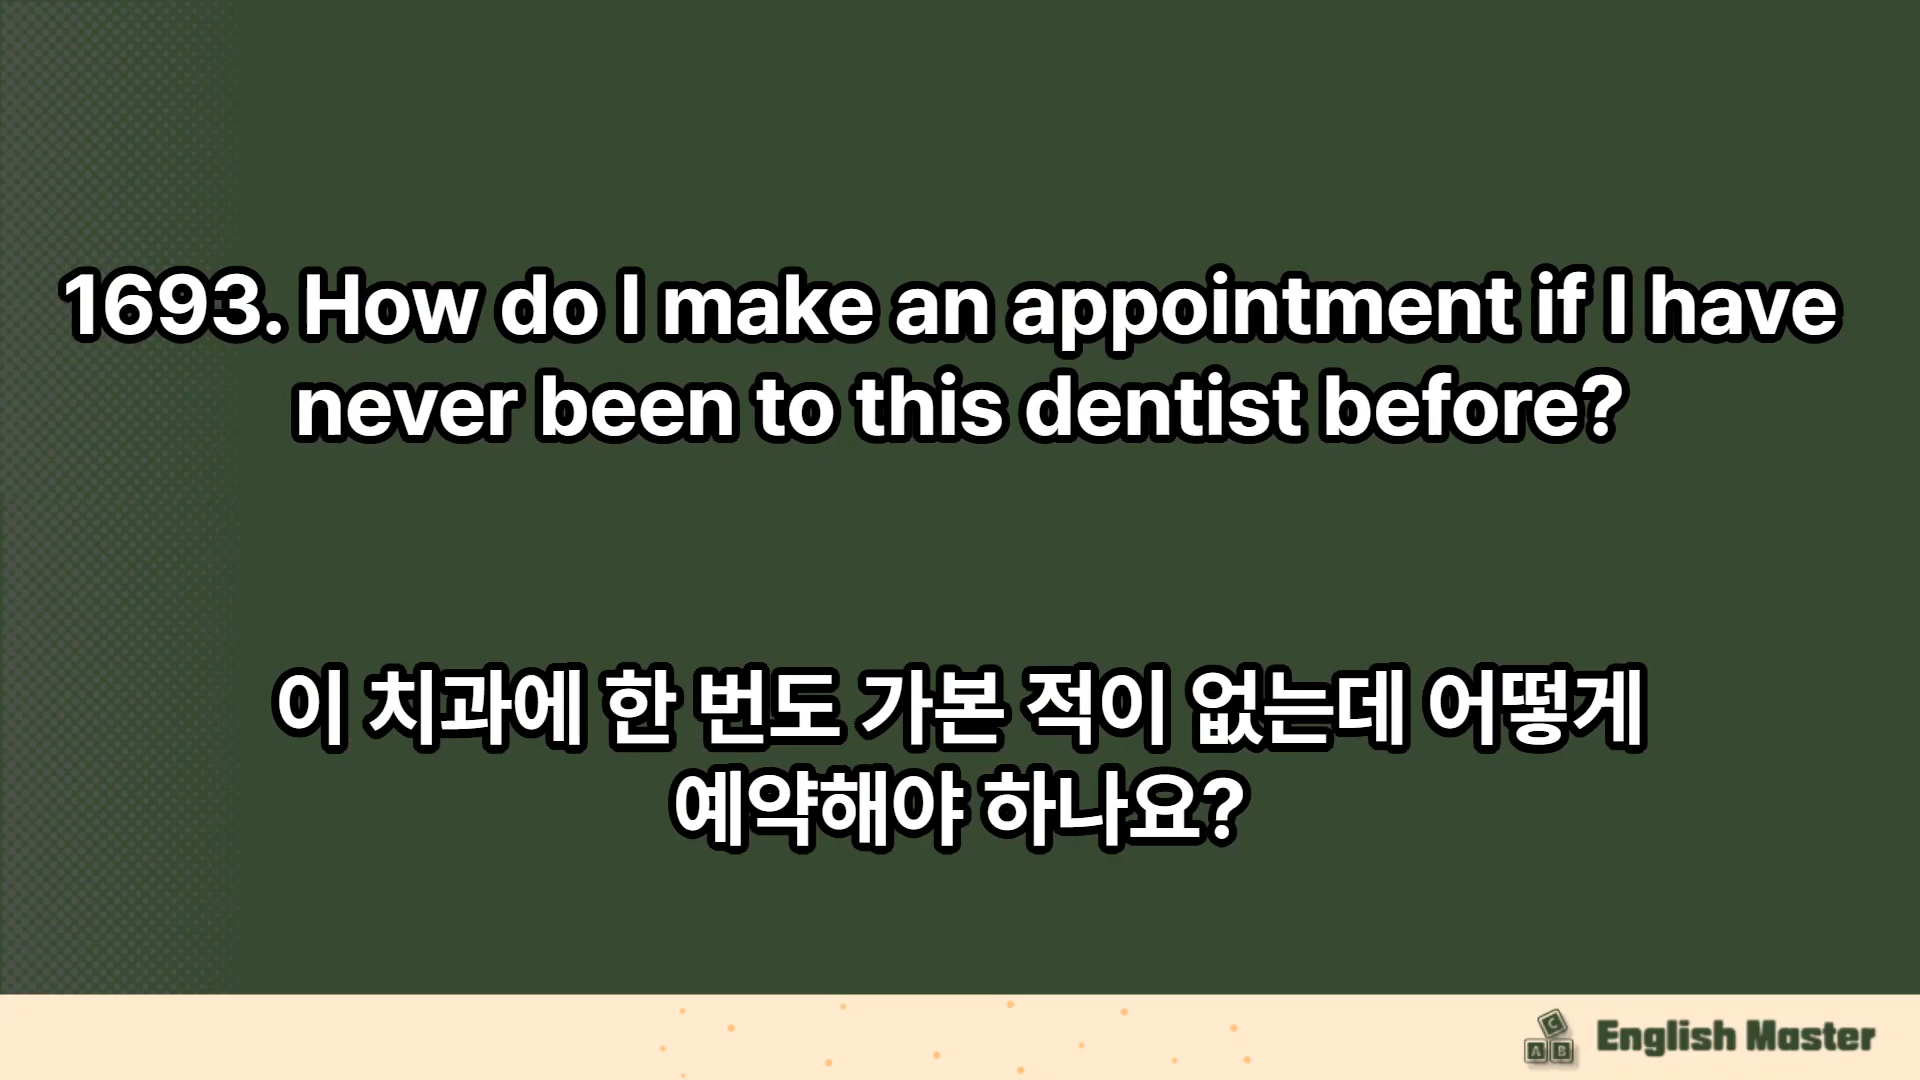 1693. How do I make an appointment if I have
never been to this dentist before?
이 치과에 한 번도 가본 적이 없는데 어떻게
예약해야 하나요?
C
A B
English Master